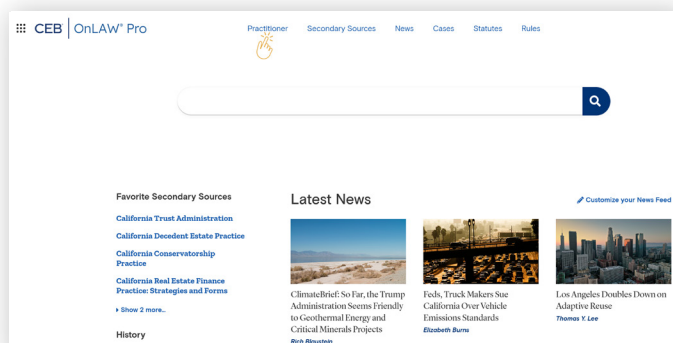 CEB OnLAW® Pro
Practitioner Secondary Sources News Cases Statutes Rules
Favorite Secondary Sources
California Trust Administration
California Decedent Estate Practice
California Conservatorship
Practice
California Real Estate Finance
Practice: Strategies and Forms
Show 2 more...
History
Latest News
Customize your News Feed
ClimateBrief: So Far, the Trump
Administration Seems Friendly
to Geothermal Energy and
Critical Minerals Projects
Rich Blaustein
Feds, Truck Makers Sue
California Over Vehicle
Emissions Standards
Elizabeth Burns
Los Angeles Doubles Down on
Adaptive Reuse
Thomas Y. Lee